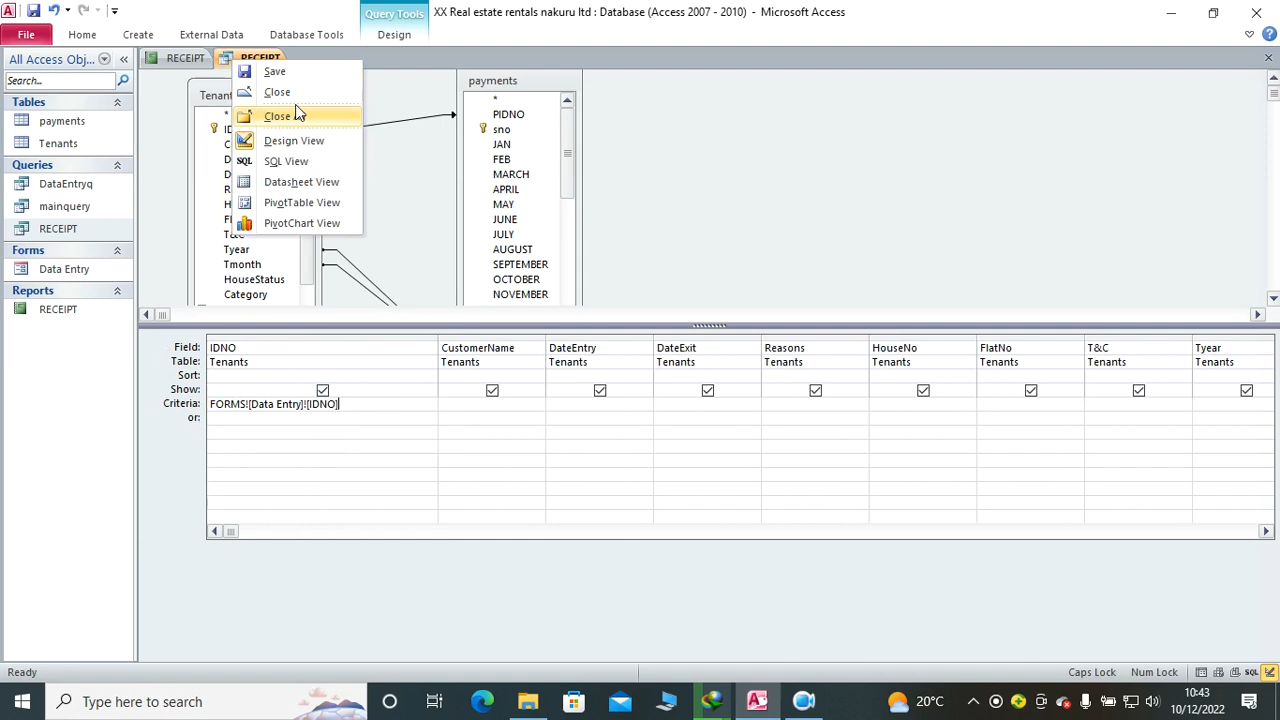 Query Tools
XX Real estate rentals nakuru ltd : Database (Access 2007 - 2010) - Microsoft Access
File
Home
Create
External Data
Database Tools
Design
All Access Obj...
«
RECEIPT
RECEIPT
Search...
Tables
payments
Tenants
Queries
DataEntryq
mainquery
RECEIPT
Forms
Data Entry
Reports
RECEIPT
Save
Close
Close
Design View
SQL View
Datasheet View
PivotTable View
PivotChart View
Tyear
Tmonth
HouseStatus
Category
payments
*
PIDNO
sno
JAN
FEB
MARCH
APRIL
MAY
JUNE
JULY
AUGUST
SEPTEMBER
OCTOBER
NOVEMBER
Field: IDNO CustomerName DateEntry DateExit Reasons HouseNo FlatNo T&C Tyear
Table: Tenants Tenants Tenants Tenants Tenants Tenants Tenants Tenants Tenants
Sort:
Show:
Criteria: FORMS![Data Entry]![IDNO]
or:
Ready
Caps Lock
Num Lock
SQL
Type here to search
20°C
10:43
10/12/2022